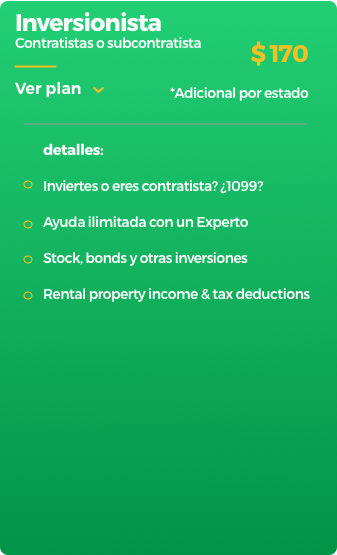 Inversionista
Contratistas o subcontratista
$ 170
Ver plan
*Adicional por estado
detalles:
Inviertes o eres contratista? ¿1099?
Ayuda ilimitada con un Experto
Stock, bonds y otras inversiones
Rental property income & tax deductions